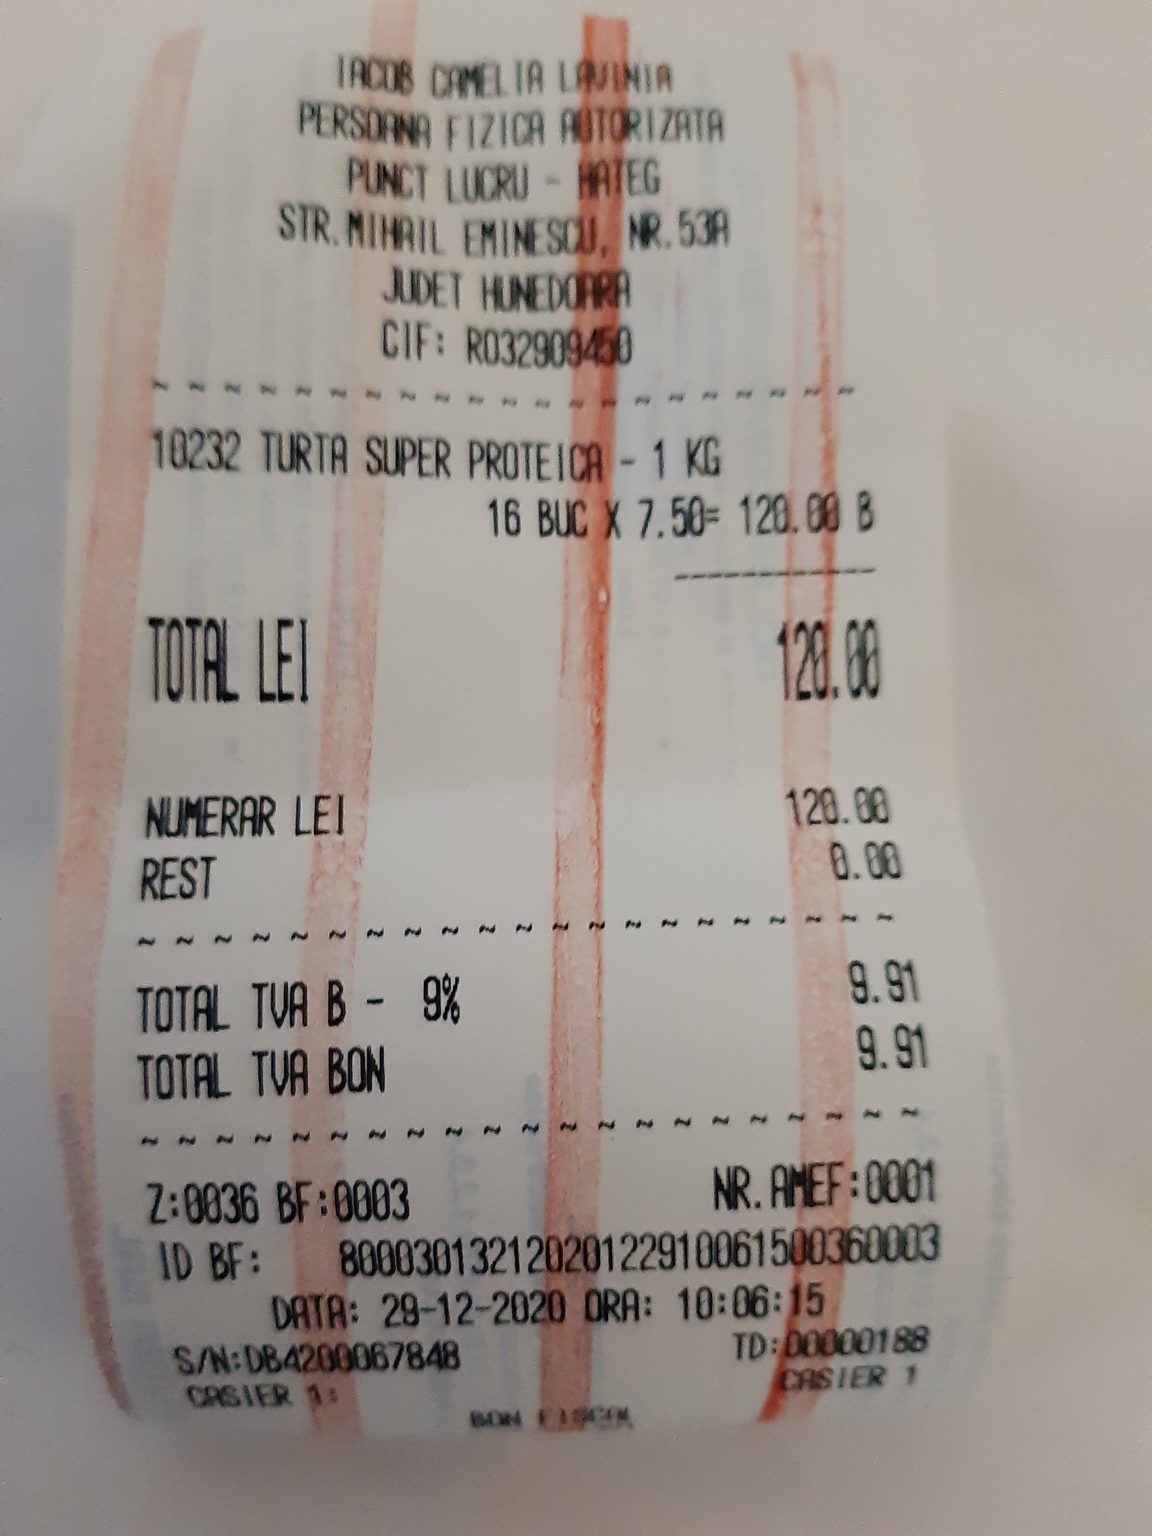 IACOB CAMELIA LAVINIA
PERSOANA FIZICA AUTORIZATA
PUNCT LUCRU - HATEG
STR.MIHAIL EMINESCU, NR.53A
JUDET HUNEDOARA
CIF: RO32909450
~ ~ ~ ~ ~ ~ ~ ~ ~ ~ ~ ~ ~ ~ ~ ~ ~ ~ ~ ~
10232 TURTA SUPER PROTEICA - 1 KG
16 BUC X 7.50= 120.00 B
-----------
TOTAL LEI 120.00
NUMERAR LEI 120.00
REST 0.00
~ ~ ~ ~ ~ ~ ~ ~ ~ ~ ~ ~ ~ ~ ~ ~ ~ ~ ~ ~ ~
TOTAL TVA B - 9% 9.91
TOTAL TVA BON 9.91
~ ~ ~ ~ ~ ~ ~ ~ ~ ~ ~ ~ ~ ~ ~ ~ ~ ~ ~ ~ ~
Z:0036 BF:0003 NR.AMEF:0001
ID BF: 80003013212020122910061500360003
DATA: 29-12-2020 ORA: 10:06:15
S/N:DB4200067848 TD:00000188
CASIER 1: CASIER 1
BON FISCAL